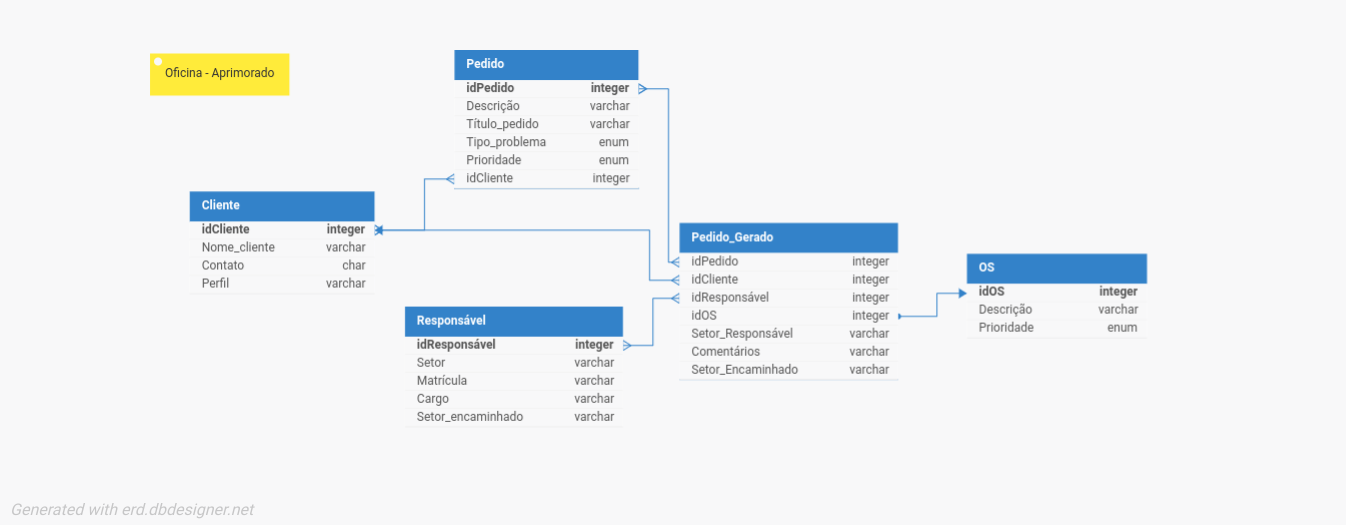 Oficina - Aprimorado
Pedido
idPedido integer
Descrição varchar
Título_pedido varchar
Tipo_problema enum
Prioridade enum
idCliente integer
Cliente
idCliente integer
Nome_cliente varchar
Contato char
Perfil varchar
Responsável
idResponsável integer
Setor varchar
Matrícula varchar
Cargo varchar
Setor_encaminhado varchar
Pedido_Gerado
idPedido integer
idCliente integer
idResponsável integer
idOS integer
Setor_Responsável varchar
Comentários varchar
Setor_Encaminhado varchar
OS
idOS integer
Descrição varchar
Prioridade enum
Generated with erd.dbdesigner.net